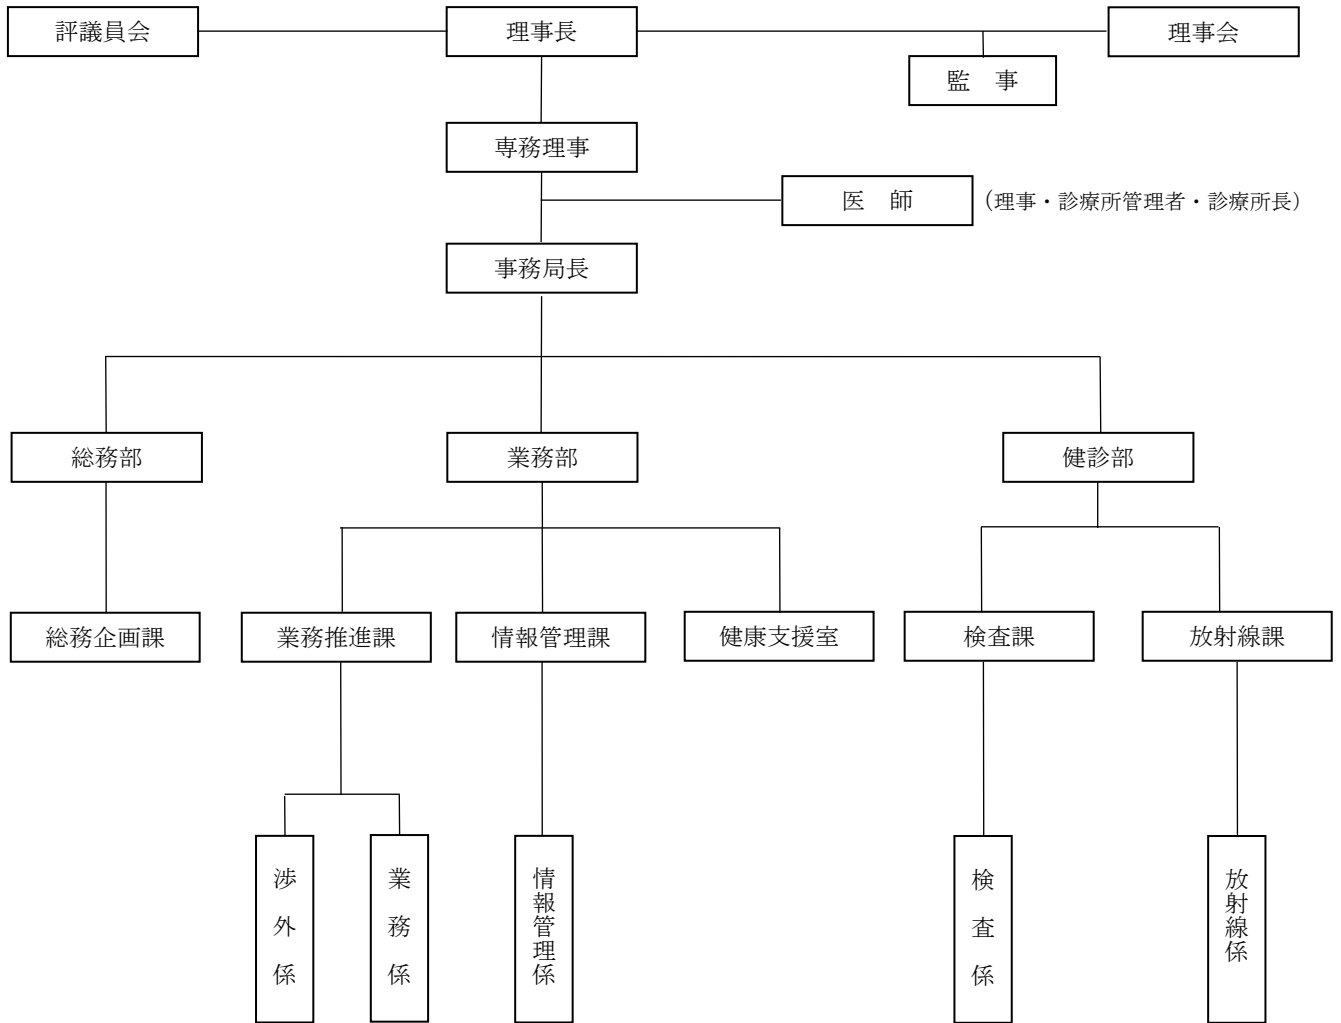 評議員会
理事長
理事会
監　事
専務理事
医　師
（理事・診療所管理者・診療所長）
事務局長
総務部
業務部
健診部
総務企画課
業務推進課
情報管理課
健康支援室
検査課
放射線課
渉外係
業務係
情報管理係
検査係
放射線係